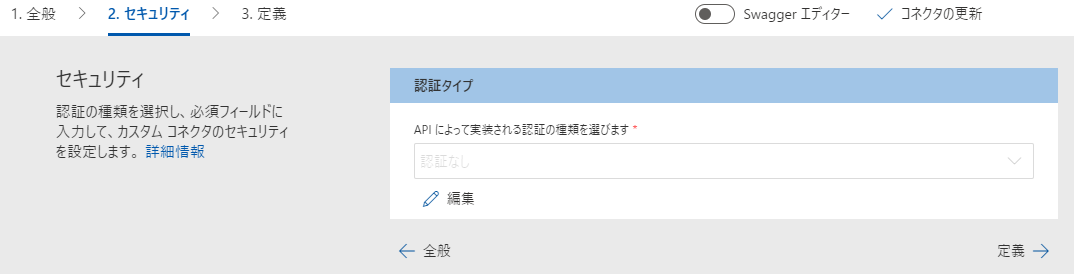 1. 全般 2. セキュリティ 3. 定義 Swagger エディター コネクタの更新
セキュリティ
認証の種類を選択し、必須フィールドに
入力して、カスタム コネクタのセキュリティ
を設定します。 詳細情報
認証タイプ
API によって実装される認証の種類を選びます *
認証なし
編集
全般 定義